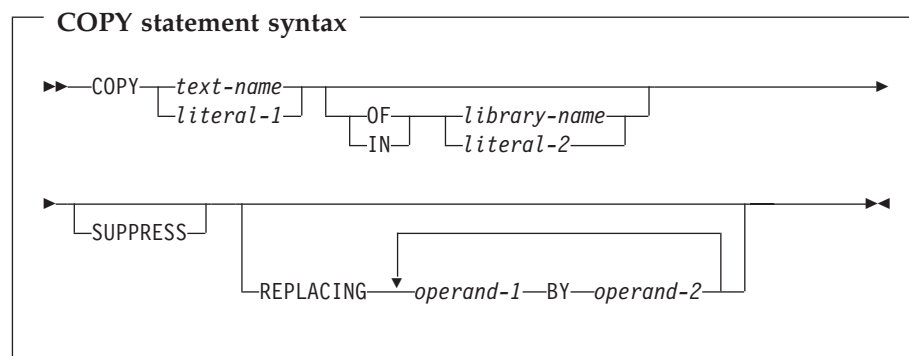 COPY statement syntax
COPY text-name
literal-1
OF library-name
IN literal-2
SUPPRESS
REPLACING operand-1 BY operand-2